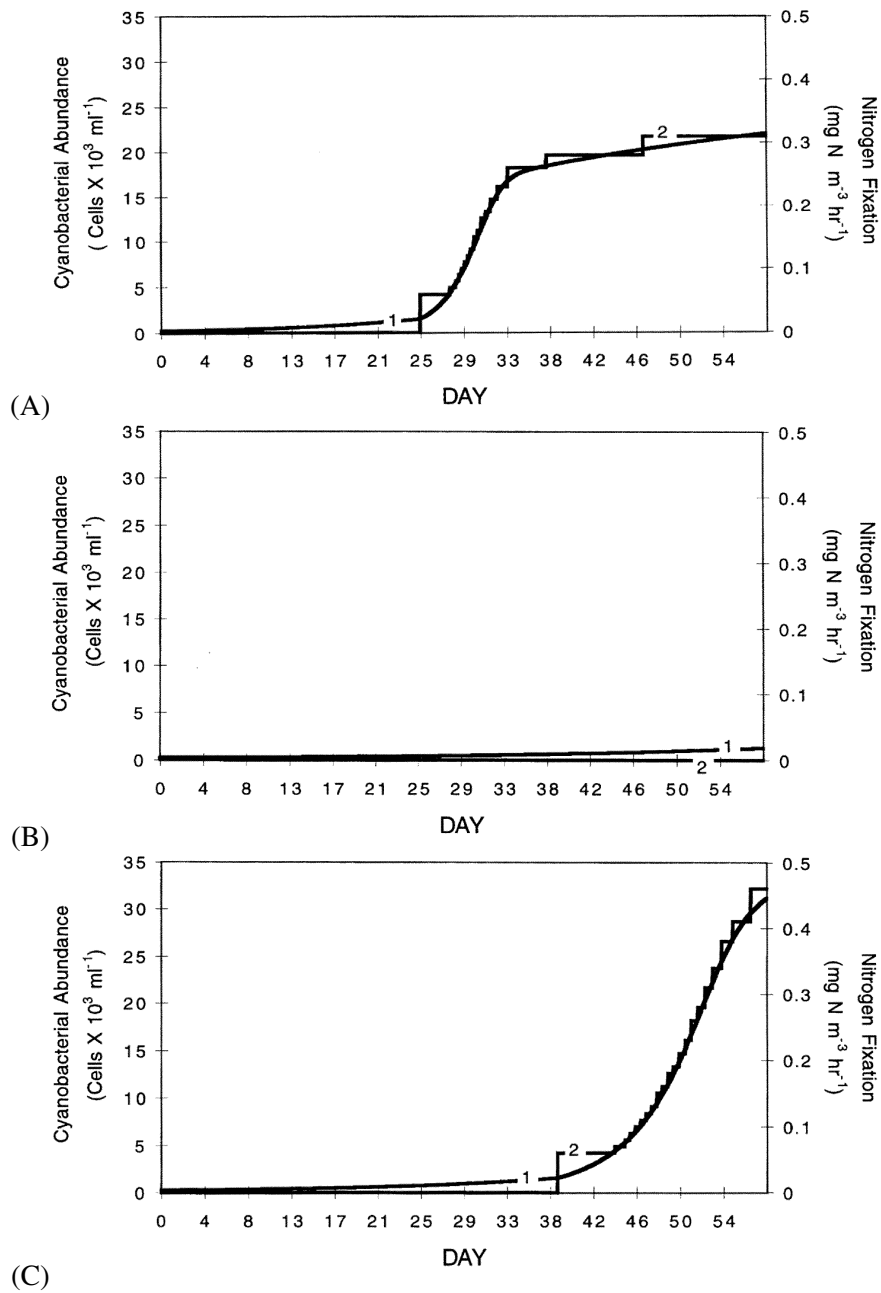 35
30
25
20
15
10
5
0
Cyanobacterial Abundance
( Cells X 10³ ml⁻¹)
0.5
0.4
0.3
0.2
0.1
0
Nitrogen Fixation
(mg N m⁻³ hr⁻¹)
1
2
0 4 8 13 17 21 25 29 33 38 42 46 50 54
DAY
(A)
35
30
25
20
15
10
5
0
Cyanobacterial Abundance
(Cells X 10³ ml⁻¹)
0.5
0.4
0.3
0.2
0.1
0
Nitrogen Fixation
(mg N m⁻³ hr⁻¹)
1
2
0 4 8 13 17 21 25 29 33 38 42 46 50 54
DAY
(B)
35
30
25
20
15
10
5
0
Cyanobacterial Abundance
(Cells X 10³ ml⁻¹)
0.5
0.4
0.3
0.2
0.1
0
Nitrogen Fixation
(mg N m⁻³ hr⁻¹)
1
2
0 4 8 13 17 21 25 29 33 38 42 46 50 54
DAY
(C)